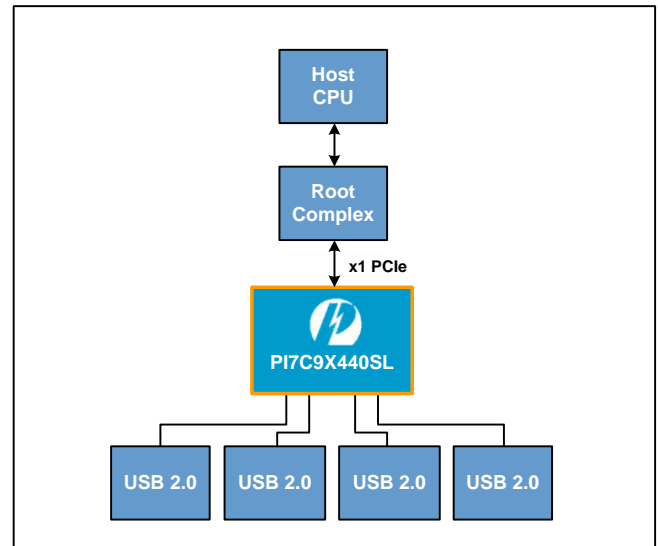 Host
CPU
Root
Complex
x1 PCIe
PI7C9X440SL
USB 2.0
USB 2.0
USB 2.0
USB 2.0